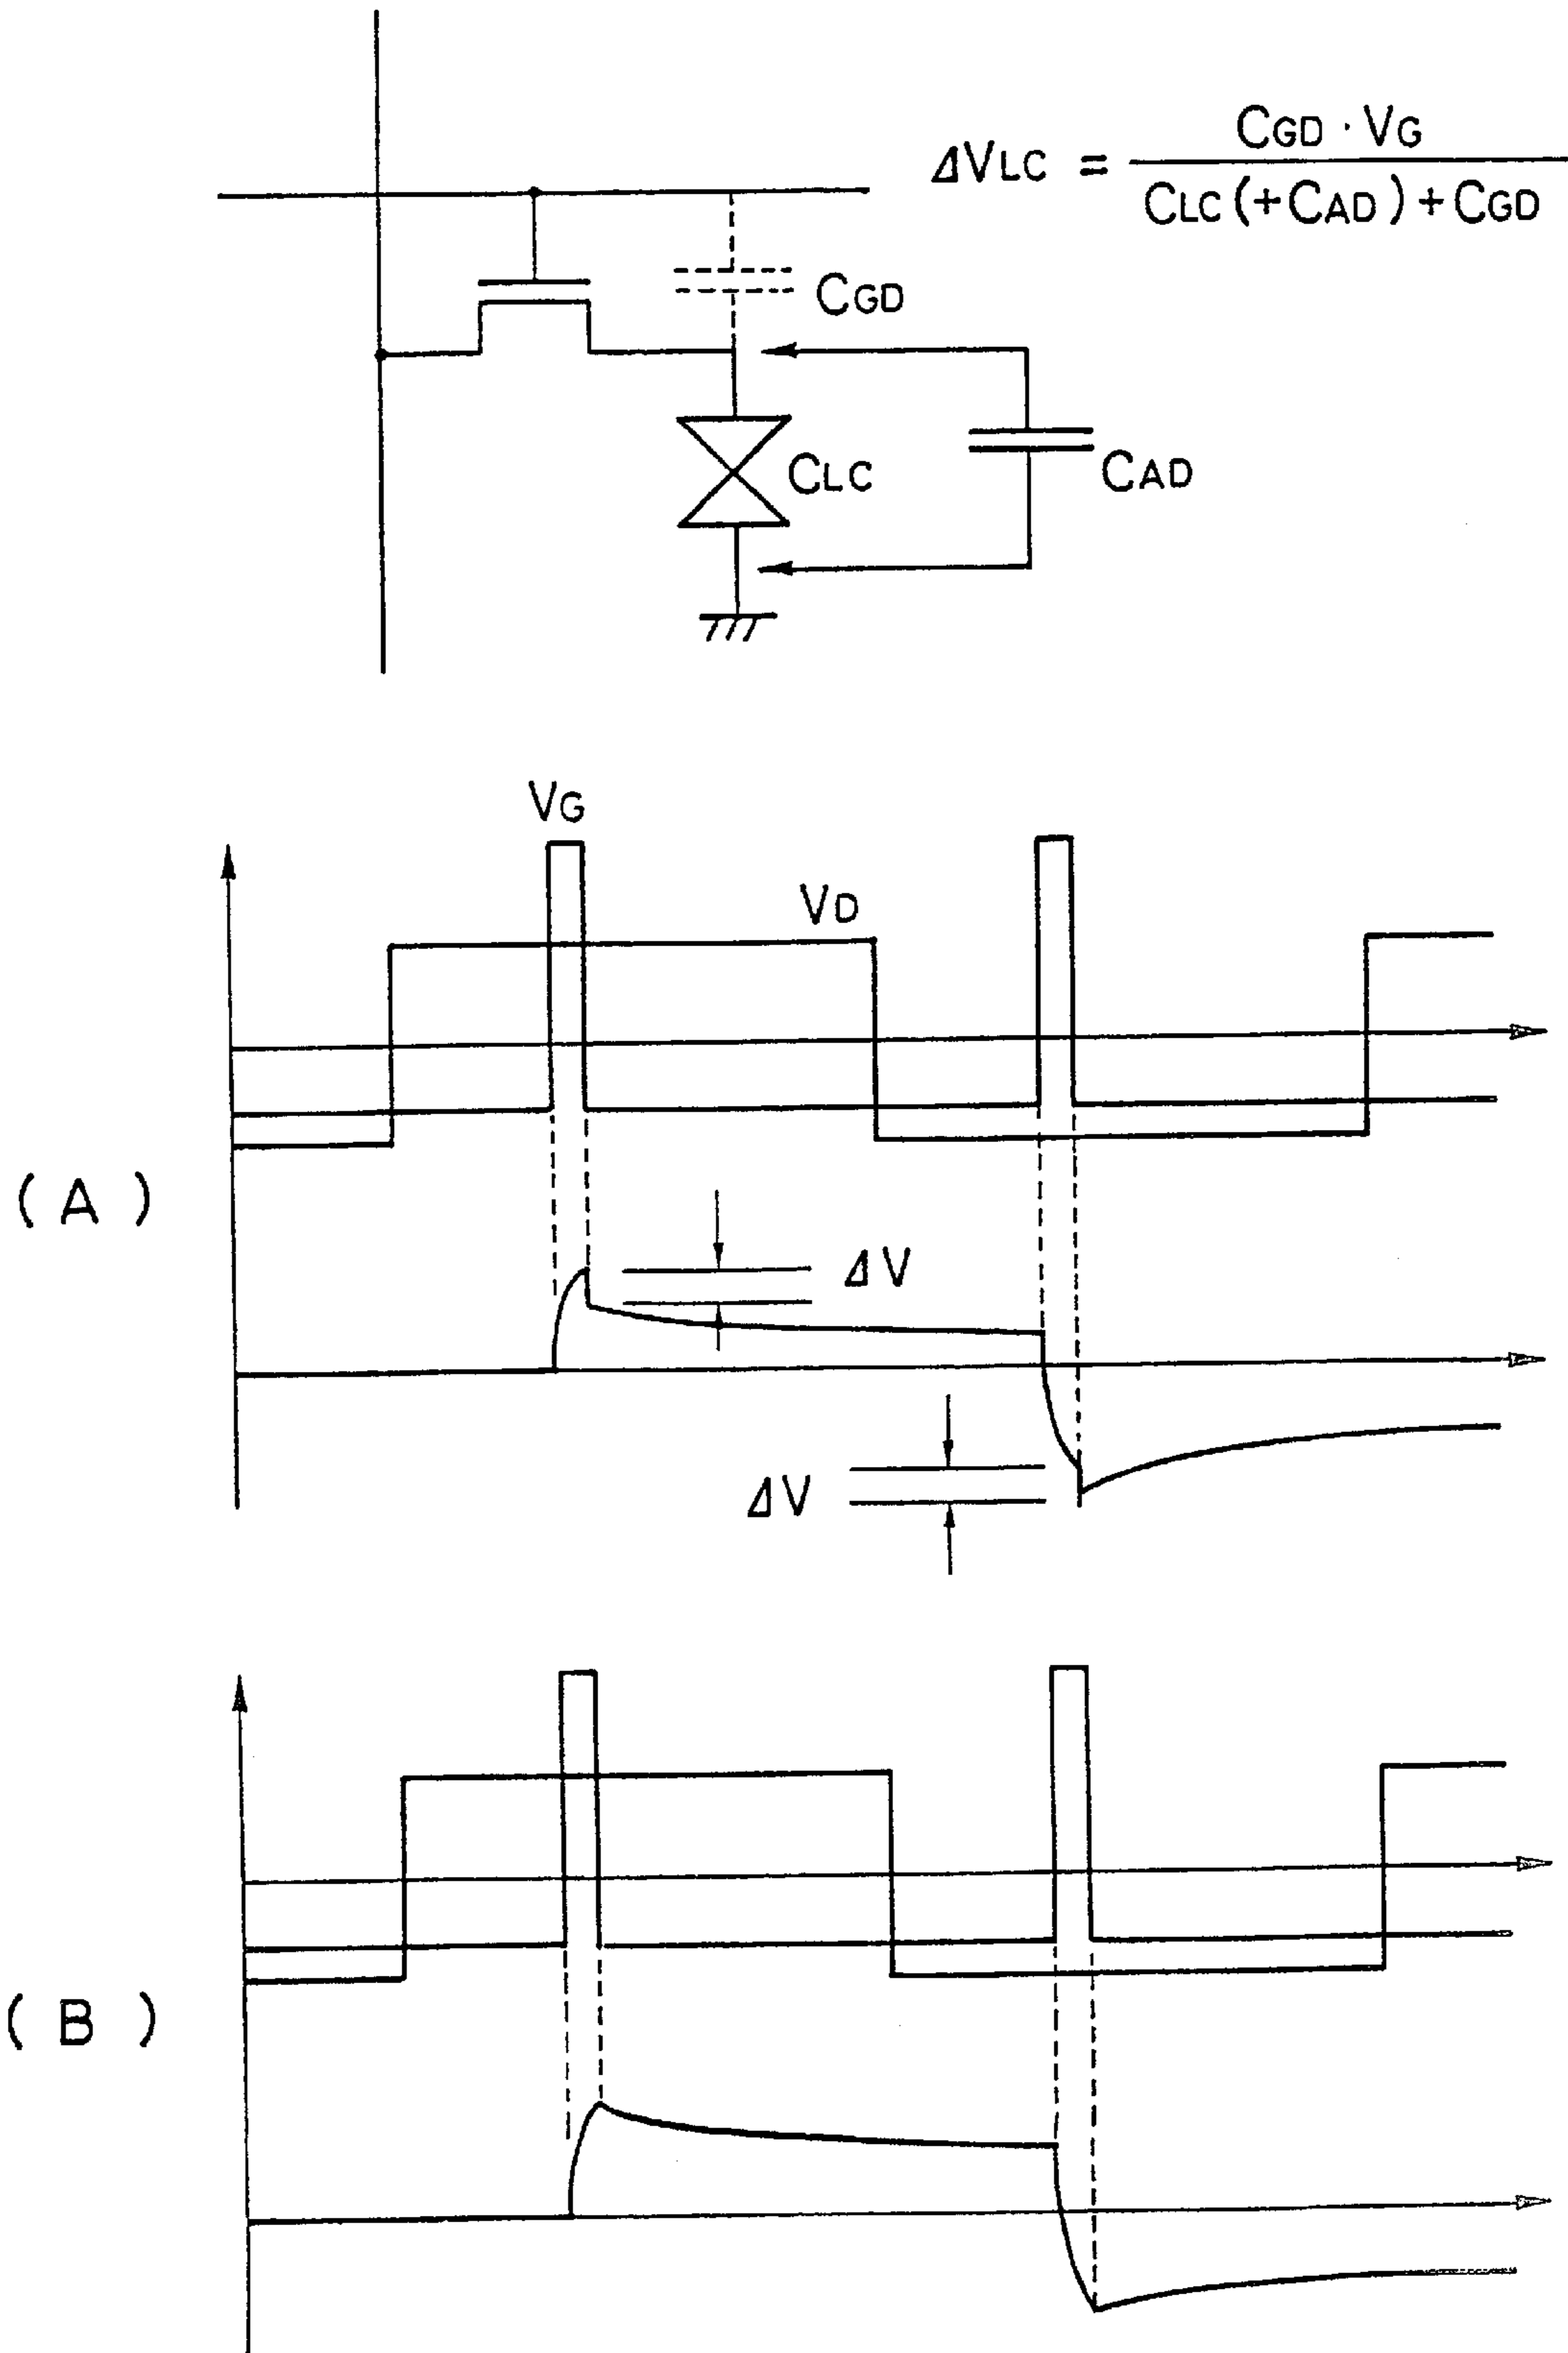 ΔVLC = CGD · VG
CLC(+CAD)+CGD
CGD
CLC
CAD
VG
VD
(A)
ΔV
ΔV
(B)